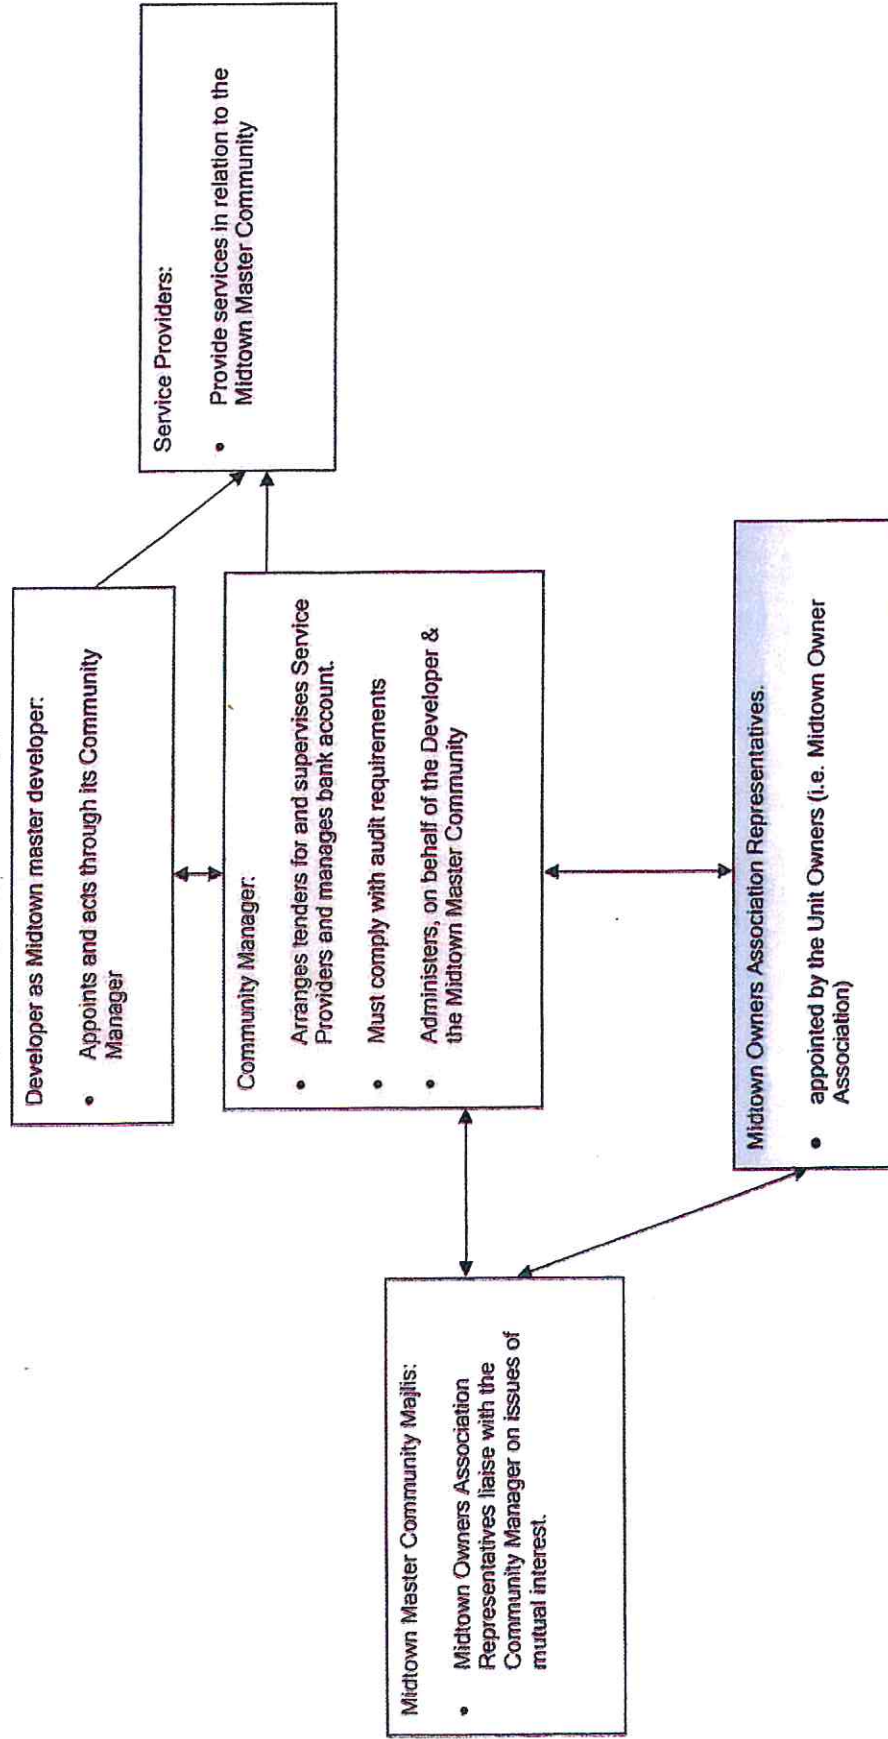 Developer as Midtown master developer:
• Appoints and acts through its Community
Manager
Service Providers:
• Provide services in relation to the
Midtown Master Community
Community Manager:
• Arranges tenders for and supervises Service
Providers and manages bank account.
• Must comply with audit requirements
• Administers, on behalf of the Developer &
the Midtown Master Community
Midtown Master Community Majlis:
• Midtown Owners Association
Representatives liaise with the
Community Manager on issues of
mutual interest.
Midtown Owners Association Representatives.
• appointed by the Unit Owners (i.e. Midtown Owner
Association)